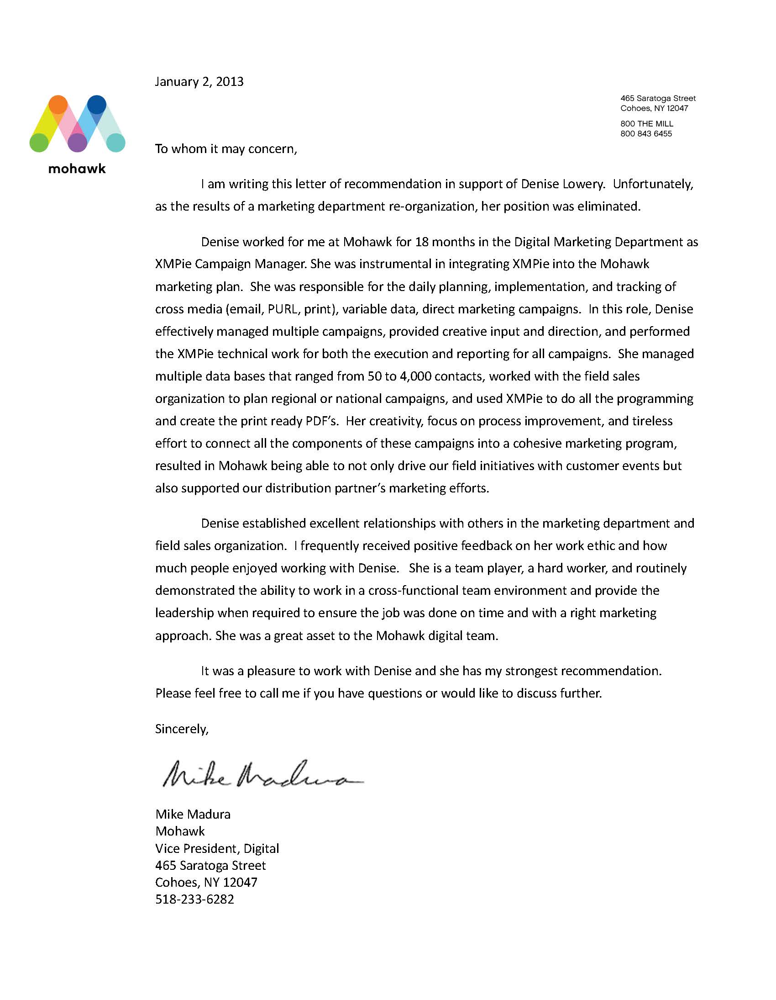 January 2, 2013
mohawk
465 Saratoga Street
Cohoes, NY 12047
800 THE MILL
800 843 6455
To whom it may concern,
I am writing this letter of recommendation in support of Denise Lowery.  Unfortunately,
as the results of a marketing department re-organization, her position was eliminated.
Denise worked for me at Mohawk for 18 months in the Digital Marketing Department as
XMPie Campaign Manager. She was instrumental in integrating XMPie into the Mohawk
marketing plan.  She was responsible for the daily planning, implementation, and tracking of
cross media (email, PURL, print), variable data, direct marketing campaigns.  In this role, Denise
effectively managed multiple campaigns, provided creative input and direction, and performed
the XMPie technical work for both the execution and reporting for all campaigns.  She managed
multiple data bases that ranged from 50 to 4,000 contacts, worked with the field sales
organization to plan regional or national campaigns, and used XMPie to do all the programming
and create the print ready PDF’s.  Her creativity, focus on process improvement, and tireless
effort to connect all the components of these campaigns into a cohesive marketing program,
resulted in Mohawk being able to not only drive our field initiatives with customer events but
also supported our distribution partner’s marketing efforts.
Denise established excellent relationships with others in the marketing department and
field sales organization.  I frequently received positive feedback on her work ethic and how
much people enjoyed working with Denise.   She is a team player, a hard worker, and routinely
demonstrated the ability to work in a cross-functional team environment and provide the
leadership when required to ensure the job was done on time and with a right marketing
approach. She was a great asset to the Mohawk digital team.
It was a pleasure to work with Denise and she has my strongest recommendation.
Please feel free to call me if you have questions or would like to discuss further.
Sincerely,
Mike Madura
Mike Madura
Mohawk
Vice President, Digital
465 Saratoga Street
Cohoes, NY 12047
518-233-6282